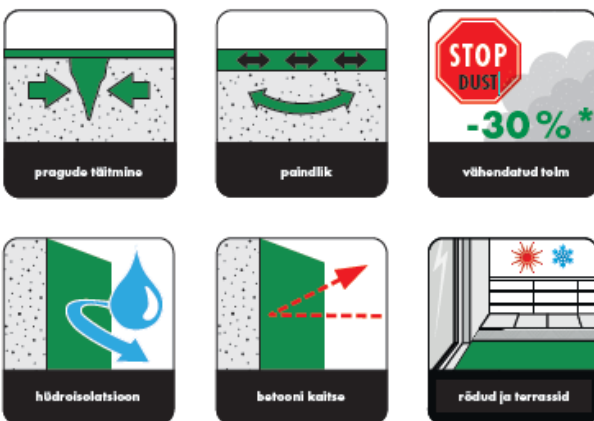 STOP
DUST
-30%*
pragude täitmine
paindlik
vähendatud tolm
hüdroisolatsioon
betooni kaitse
rõdud ja terrassid